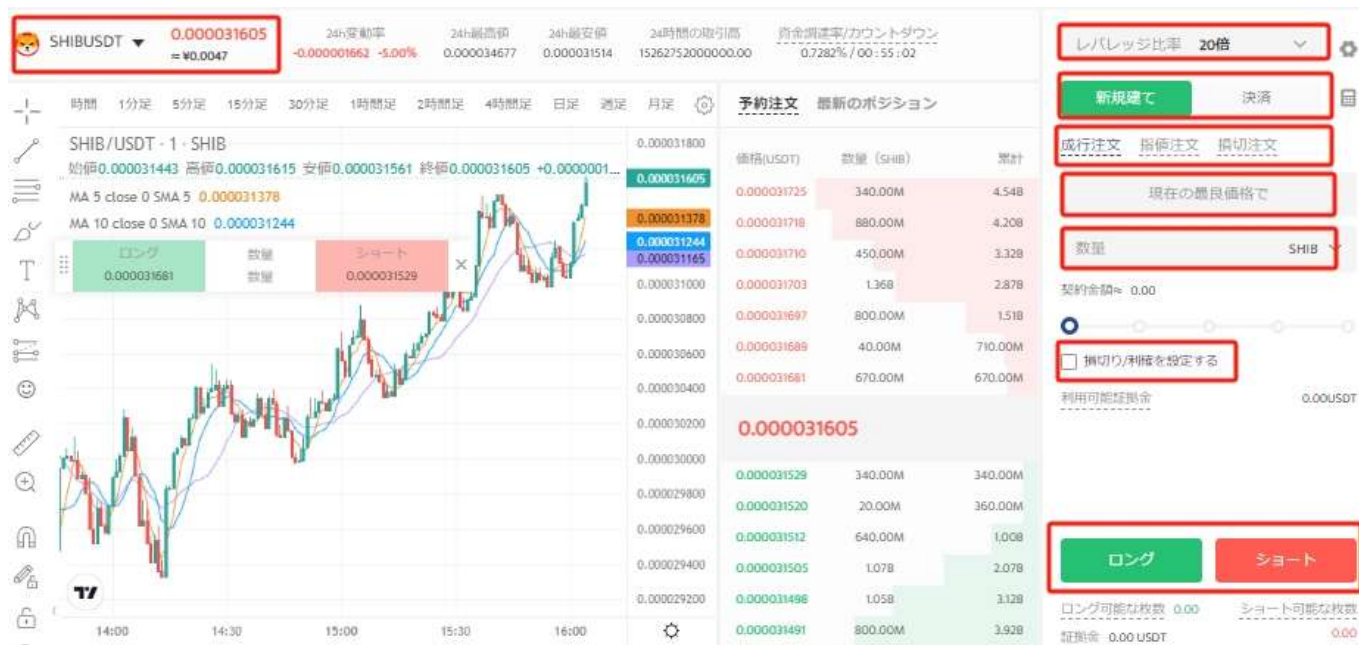 SHIBUSDT
0.000031605
≈ ¥0.0047
24h変動率
-0.000001662 -5.00%
24h最高値
0.000034677
24h最安値
0.000031514
24時間の取引高
15262752000000.00
資金調達率/カウントダウン
0.7282% / 00 : 55 : 02
時間 1分足 5分足 15分足 30分足 1時間足 2時間足 4時間足 日足 週足 月足
SHIB/USDT · 1 · SHIB
始値0.000031443 高値0.000031615 安値0.000031561 終値0.000031605 +0.0000001...
MA 5 close 0 SMA 5 0.000031378
MA 10 close 0 SMA 10 0.000031244
ロング 数量 ショート
0.000031681 数量 0.000031529
0.000031800
0.000031605
0.000031378
0.000031244
0.000031165
0.000031000
0.000030800
0.000030600
0.000030400
0.000030200
0.000030000
0.000029800
0.000029600
0.000029400
0.000029200
14:00 14:30 15:00 15:30 16:00
予約注文 最新のポジション
価格(USDT) 数量 (SHIB) 累計
0.000031725 340.00M 4.54B
0.000031718 880.00M 4.20B
0.000031710 450.00M 3.32B
0.000031703 1.36B 2.87B
0.000031697 800.00M 1.51B
0.000031689 40.00M 710.00M
0.000031681 670.00M 670.00M
0.000031605
0.000031529 340.00M 340.00M
0.000031520 20.00M 360.00M
0.000031512 640.00M 1.00B
0.000031505 1.07B 2.07B
0.000031498 1.05B 3.12B
0.000031491 800.00M 3.92B
レバレッジ比率 20倍
新規建て 決済
成行注文 指値注文 損切注文
現在の最良価格で
数量 SHIB
契約金額≈ 0.00
損切り/利確を設定する
利用可能証拠金 0.00USDT
ロング ショート
ロング可能な枚数 0.00 ショート可能な枚数
証拠金 0.00 USDT 0.00